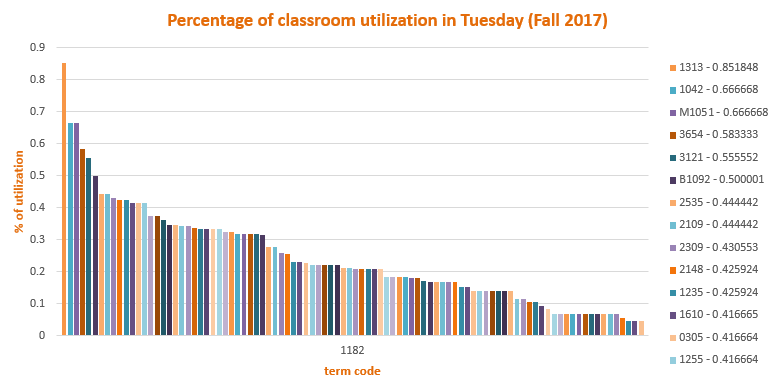 Percentage of classroom utilization in Tuesday (Fall 2017)
0.9
0.8
0.7
0.6
0.5
0.4
0.3
0.2
0.1
0
% of utilization
1182
term code
1313 - 0.851848
1042 - 0.666668
M1051 - 0.666668
3654 - 0.583333
3121 - 0.555552
B1092 - 0.500001
2535 - 0.444442
2109 - 0.444442
2309 - 0.430553
2148 - 0.425924
1235 - 0.425924
1610 - 0.416665
0305 - 0.416664
1255 - 0.416664